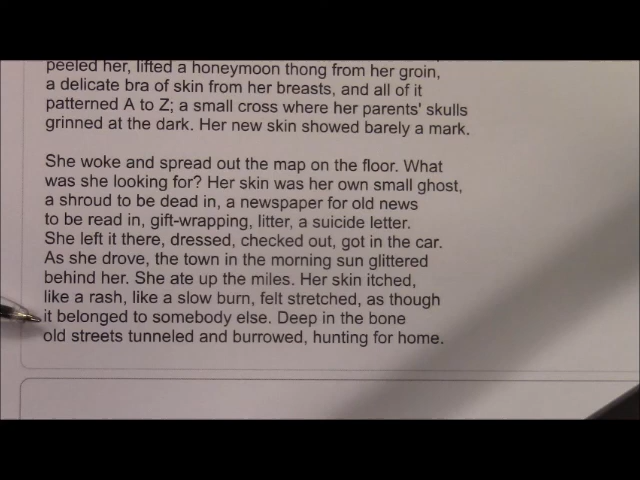 peeled her, lifted a honeymoon thong from her groin,
a delicate bra of skin from her breasts, and all of it
patterned A to Z; a small cross where her parents' skulls
grinned at the dark. Her new skin showed barely a mark.
She woke and spread out the map on the floor. What
was she looking for? Her skin was her own small ghost,
a shroud to be dead in, a newspaper for old news
to be read in, gift-wrapping, litter, a suicide letter.
She left it there, dressed, checked out, got in the car.
As she drove, the town in the morning sun glittered
behind her. She ate up the miles. Her skin itched,
like a rash, like a slow burn, felt stretched, as though
it belonged to somebody else. Deep in the bone
old streets tunneled and burrowed, hunting for home.